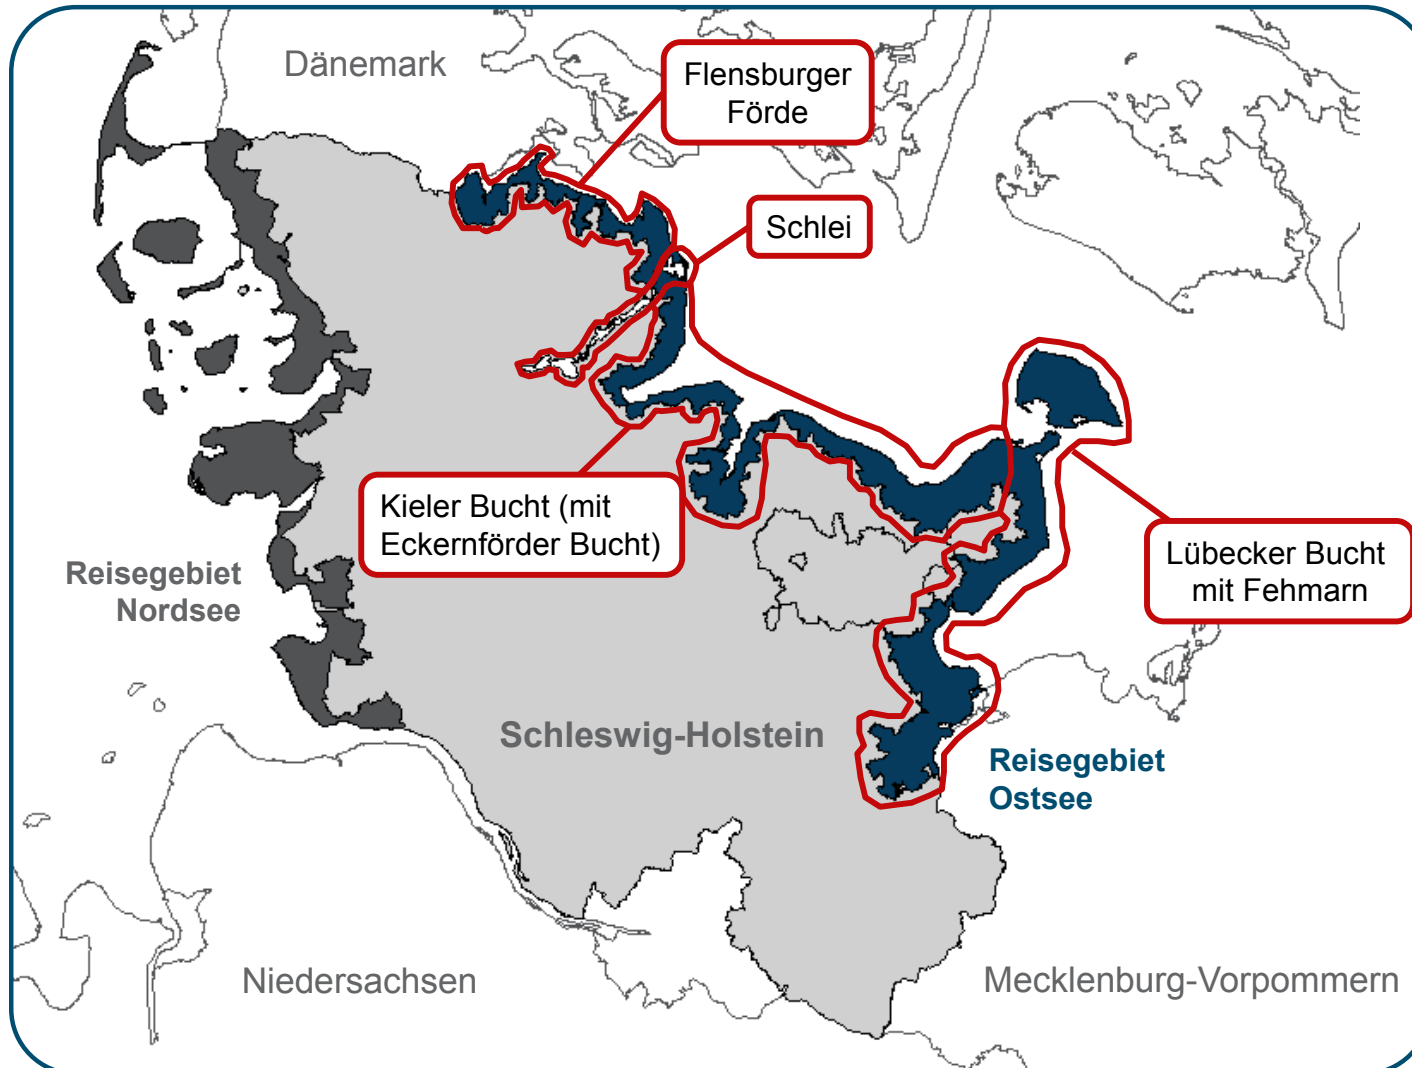 Dänemark
Flensburger
Förde
Schlei
Kieler Bucht (mit
Eckernförder Bucht)
Lübecker Bucht
mit Fehmarn
Reisegebiet
Nordsee
Schleswig-Holstein
Reisegebiet
Ostsee
Niedersachsen
Mecklenburg-Vorpommern